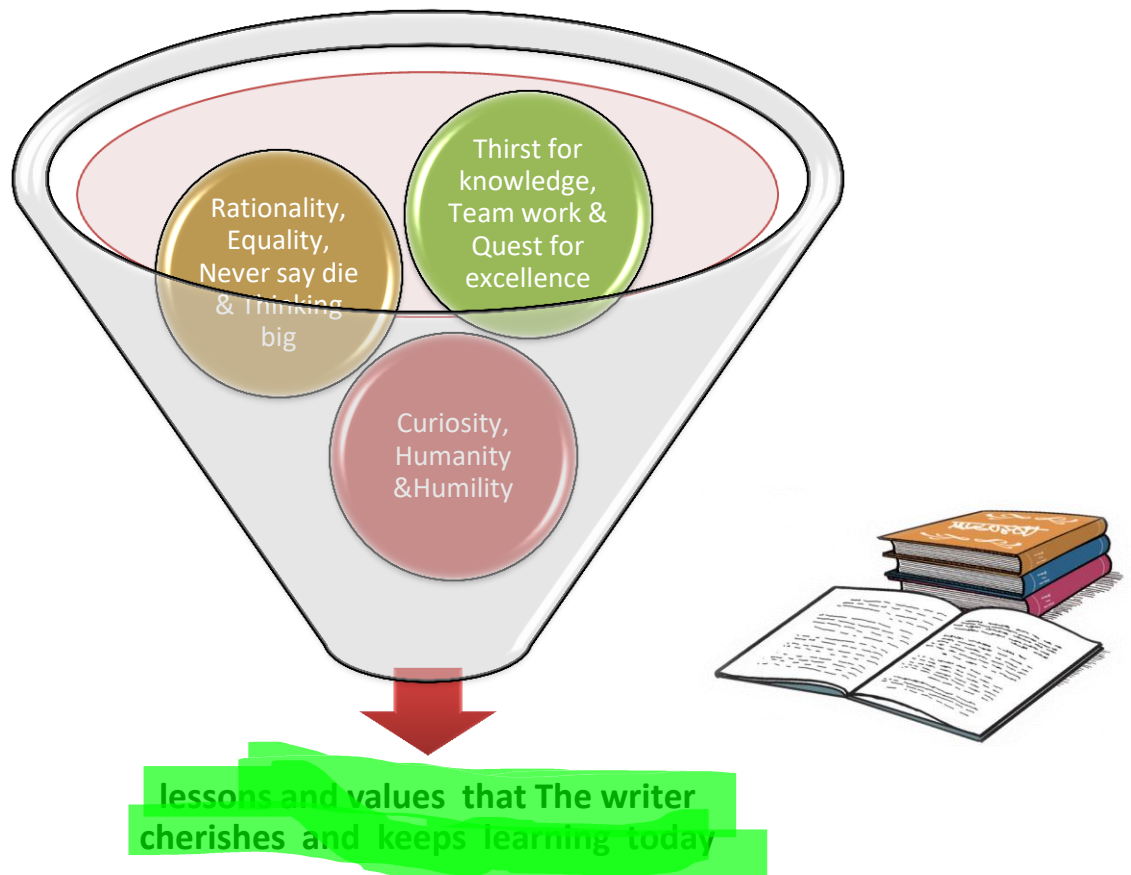 Thirst for
knowledge,
Team work &
Quest for
excellence
Rationality,
Equality,
Never say die
& Thinking
big
Curiosity,
Humanity
&Humility
lessons and values that The writer
cherishes and keeps learning today